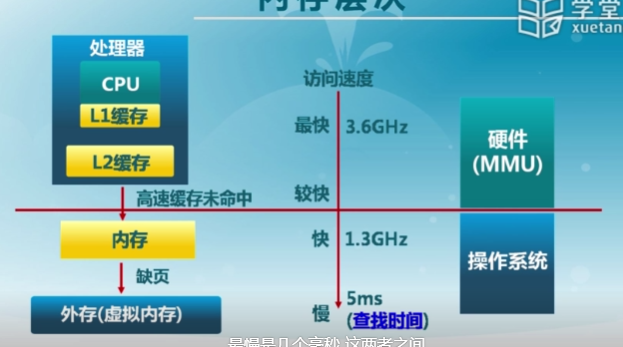 内存层次
学堂
xuetan
处理器
CPU
L1缓存
L2缓存
高速缓存未命中
内存
缺页
外存(虚拟内存)
访问速度
最快 3.6GHz
较快
快 1.3GHz
慢 5ms
(查找时间)
硬件
(MMU)
操作系统
最慢是几个毫秒 这两者之间